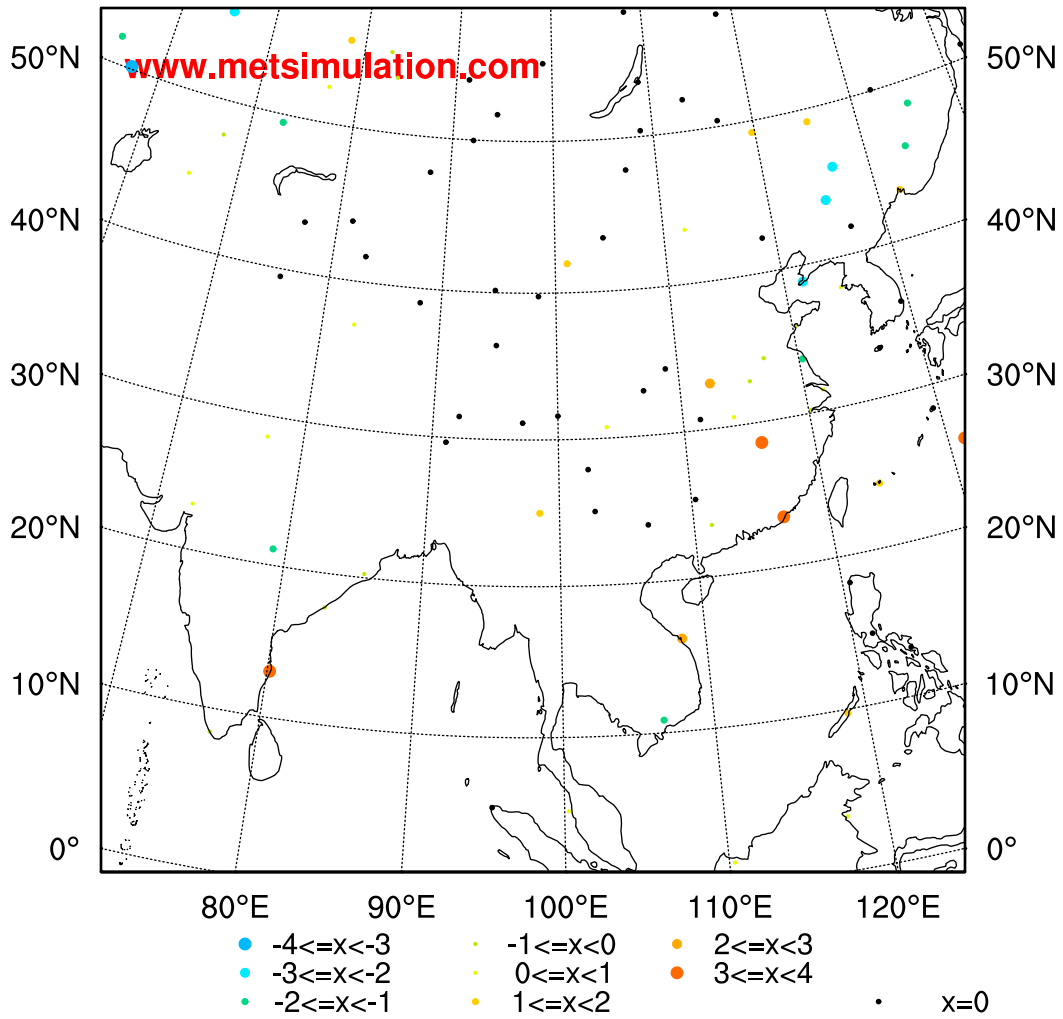 www.metsimulation.com
50°N 50°N
40°N 40°N
30°N 30°N
20°N 20°N
10°N 10°N
0° 0°
80°E 90°E 100°E 110°E 120°E
-4<=x<-3 -1<=x<0 2<=x<3
-3<=x<-2 0<=x<1 3<=x<4
-2<=x<-1 1<=x<2 x=0